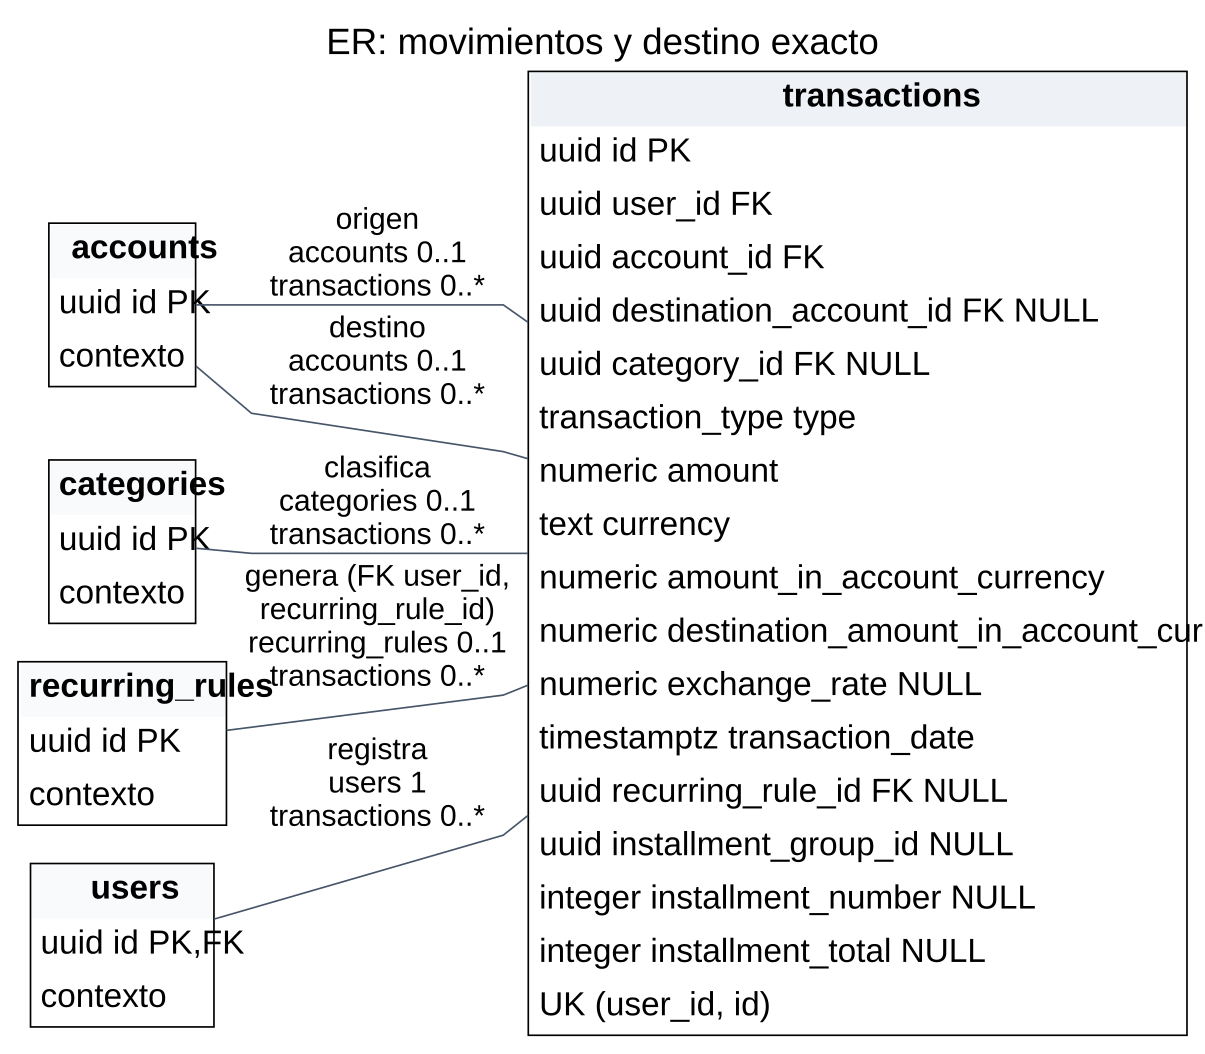 ER: movimientos y destino exacto
accounts
uuid id PK
contexto
categories
uuid id PK
contexto
recurring_rules
uuid id PK
contexto
users
uuid id PK,FK
contexto
origen
accounts 0..1
transactions 0..*
destino
accounts 0..1
transactions 0..*
clasifica
categories 0..1
transactions 0..*
genera (FK user_id,
recurring_rule_id)
recurring_rules 0..1
transactions 0..*
registra
users 1
transactions 0..*
transactions
uuid id PK
uuid user_id FK
uuid account_id FK
uuid destination_account_id FK NULL
uuid category_id FK NULL
transaction_type type
numeric amount
text currency
numeric amount_in_account_currency
numeric destination_amount_in_account_cur
numeric exchange_rate NULL
timestamptz transaction_date
uuid recurring_rule_id FK NULL
uuid installment_group_id NULL
integer installment_number NULL
integer installment_total NULL
UK (user_id, id)